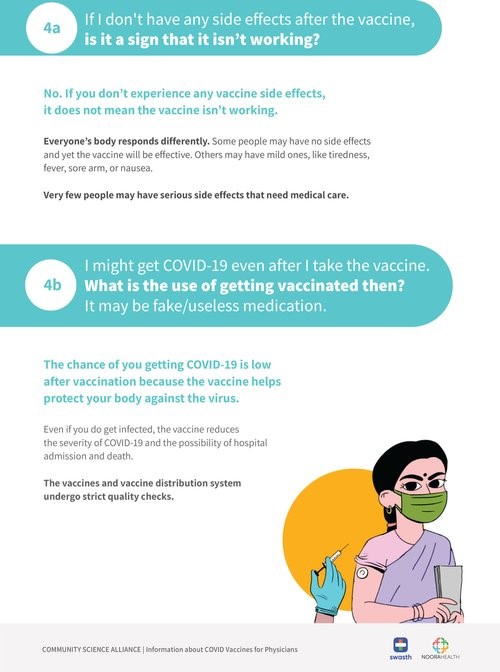 4a
If I don't have any side effects after the vaccine,
is it a sign that it isn't working?
No. If you don't experience any vaccine side effects,
it does not mean the vaccine isn't working.
Everyone's body responds differently. Some people may have no side effects
and yet the vaccine will be effective. Others may have mild ones, like tiredness,
fever, sore arm, or nausea.
Very few people may have serious side effects that need medical care.
4b
I might get COVID-19 even after I take the vaccine.
What is the use of getting vaccinated then?
It may be fake/useless medication.
The chance of you getting COVID-19 is low
after vaccination because the vaccine helps
protect your body against the virus.
Even if you do get infected, the vaccine reduces
the severity of COVID-19 and the possibility of hospital
admission and death.
The vaccines and vaccine distribution system
undergo strict quality checks.
COMMUNITY SCIENCE ALLIANCE | Information about COVID Vaccines for Physicians
swasth
NOORAHEALTH